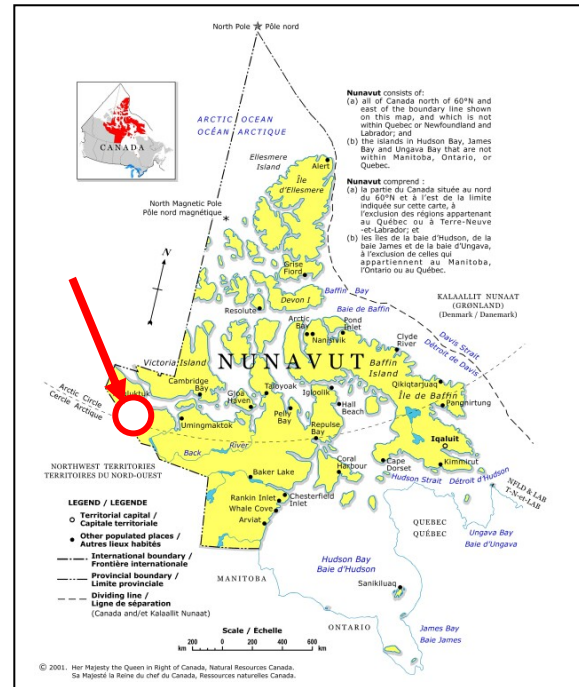 North Pole ★ Pôle nord
ARCTIC OCEAN
OCÉAN ARCTIQUE
CANADA
Nunavut consists of:
(a) all of Canada north of 60°N and
east of the boundary line shown
on this map, and which is not
within Quebec or Newfoundland and
Labrador; and
(b) the islands in Hudson Bay, James
Bay and Ungava Bay that are not
within Manitoba, Ontario, or
Quebec.
Nunavut comprend :
(a) la partie du Canada située au nord
du 60°N et à l'est de la limite
indiquée sur cette carte, à
l'exclusion des régions appartenant
au Québec ou à Terre-Neuve
-et-Labrador; et
(b) les îles de la baie d'Hudson, de la
baie James et de la baie d'Ungava,
à l'exclusion de celles qui
appartiennent au Manitoba,
l'Ontario ou au Québec.
Ellesmere
Island
Alert
Île
d'Ellesmere
North Magnetic Pole
Pôle nord magnétique
N
Grise
Fiord
Baffin Bay
Baie de Baffin
Devon I
Resolute
KALAALLIT NUNAAT
(GRØNLAND)
(Denmark / Danemark)
Arctic
Bay
Nanisivik
Pond
Inlet
Clyde
River
Davis Strait
Détroit de Davis
Victoria Island
NUNAVUT
Baffin
Island
Île de Baffin
Qikiqtarjuaq
Pangnirtung
Cambridge
Bay
Gjoa
Haven
Taloyoak
Igloolik
Hall
Beach
Arctic Circle
Cercle Arctique
Umingmaktok
Pelly
Bay
Repulse
Bay
Iqaluit
Back River
Coral
Harbour
Cape
Dorset
Kimmirut
NORTHWEST TERRITORIES
TERRITOIRES DU NORD-OUEST
Baker Lake
Hudson Strait Détroit d'Hudson
NFLD & LAB
T-N-et-LAB
Rankin Inlet
Chesterfield
Inlet
Whale Cove
Arviat
QUEBEC
QUÉBEC
Ungava Bay
Baie d'Ungava
LEGEND / LEGENDE
Territorial capital /
Capitale territoriale
Other populated places /
Autres lieux habités
International boundary /
Frontière internationale
Provincial boundary /
Limite provinciale
Dividing line /
Ligne de séparation
(Canada and/et Kalaallit Nunaat)
MANITOBA
Hudson Bay
Baie d'Hudson
Sanikiluaq
ONTARIO
James Bay
Baie James
Scale / Echelle
km 200 0 200 400 600 km
© 2001. Her Majesty the Queen in Right of Canada, Natural Resources Canada.
Sa Majesté la Reine du chef du Canada, Ressources naturelles Canada.